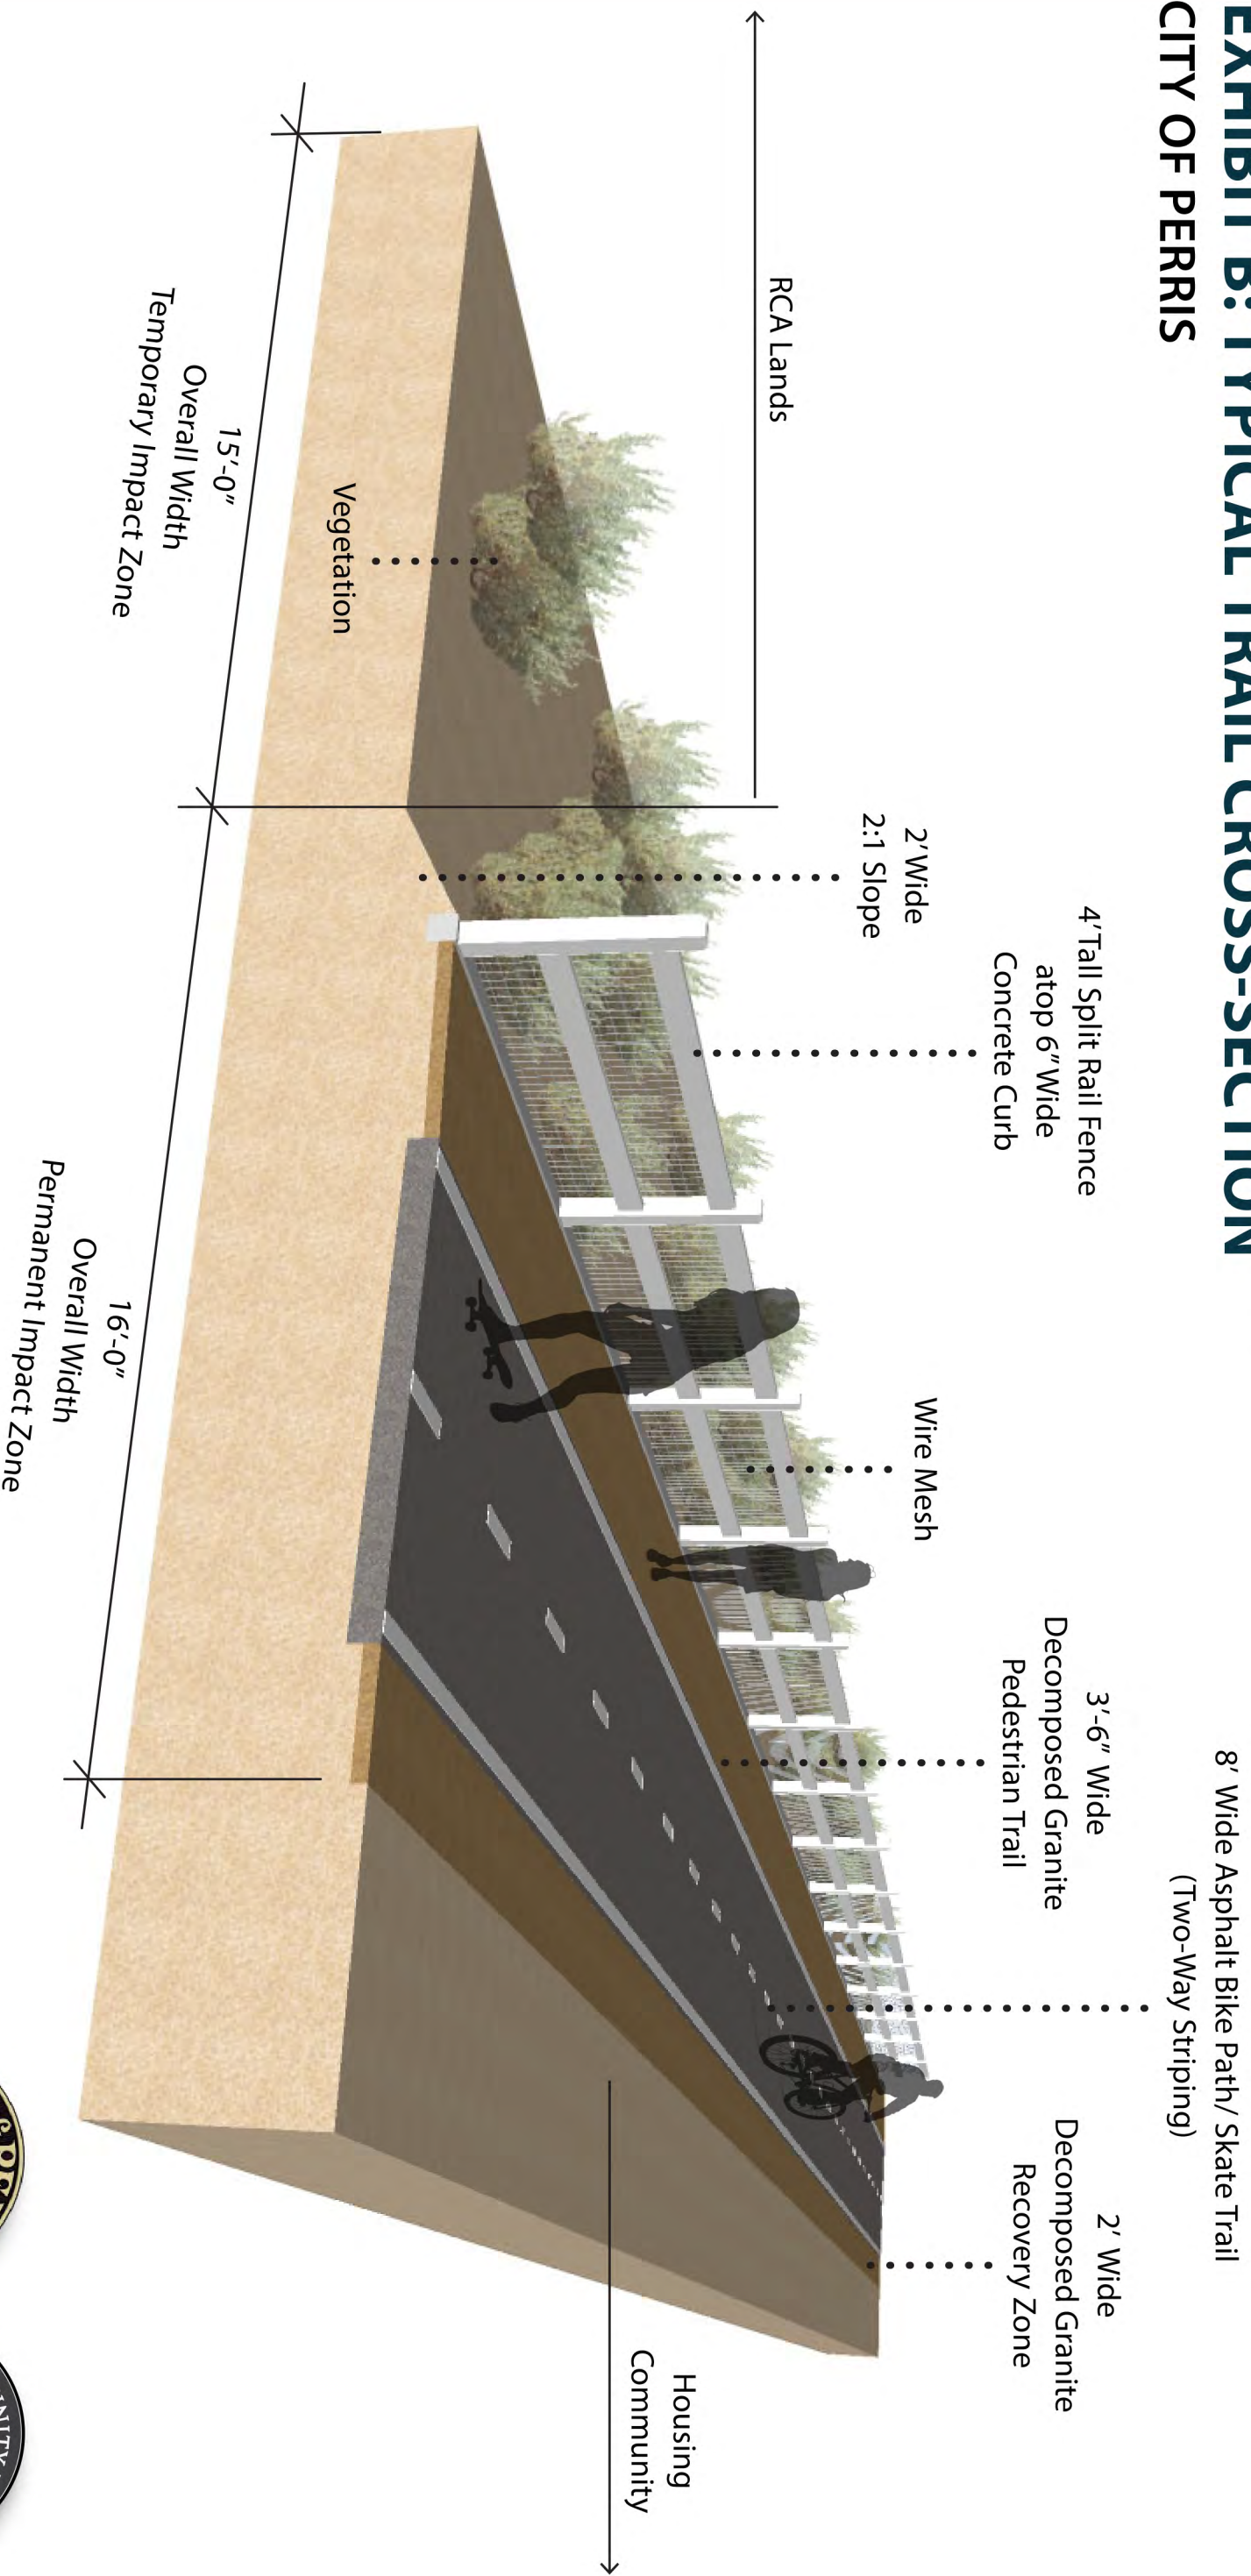 EXHIBIT B: TYPICAL TRAIL CROSS-SECTION
CITY OF PERRIS
8' Wide Asphalt Bike Path/ Skate Trail
(Two-Way Striping)
4' Tall Split Rail Fence
atop 6" Wide
Concrete Curb
3'-6" Wide
Decomposed Granite
Pedestrian Trail
2' Wide
Decomposed Granite
Recovery Zone
2' Wide
2:1 Slope
Wire Mesh
RCA Lands
Housing
Community
Vegetation
15'-0"
Overall Width
Temporary Impact Zone
16'-0"
Overall Width
Permanent Impact Zone